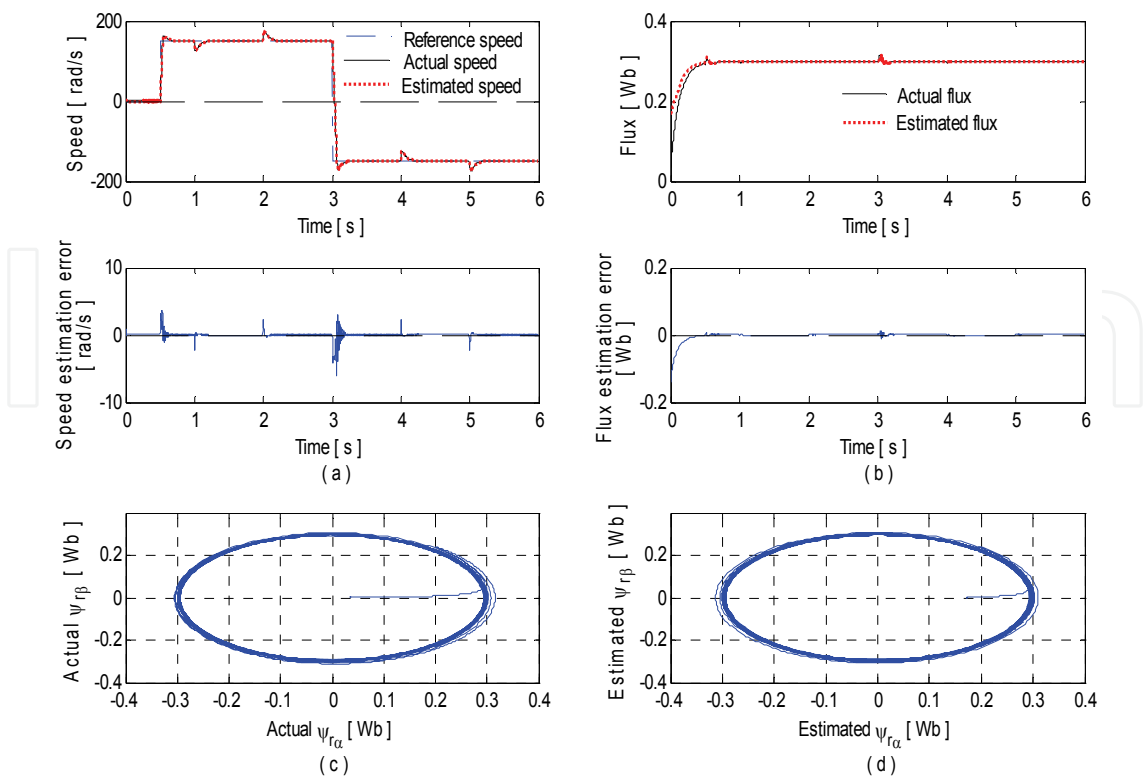 200
0
-200
Speed [ rad/s ]
Reference speed
Actual speed
Estimated speed
0 1 2 3 4 5 6
Time [ s ]
0.4
0.2
0
Flux [ Wb ]
Actual flux
Estimated flux
0 1 2 3 4 5 6
Time [ s ]
10
0
-10
Speed estimation error
[ rad/s ]
0 1 2 3 4 5 6
Time [ s ]
( a )
0.2
0
-0.2
Flux estimation error
[ Wb ]
0 1 2 3 4 5 6
Time [ s ]
( b )
0.2
0
-0.2
-0.4
Actual ψrβ [ Wb ]
-0.4 -0.3 -0.2 -0.1 0 0.1 0.2 0.3 0.4
Actual ψrα [ Wb ]
( c )
0.2
0
-0.2
-0.4
Estimated ψrβ [ Wb ]
-0.4 -0.3 -0.2 -0.1 0 0.1 0.2 0.3 0.4
Estimated ψrα [ Wb ]
( d )